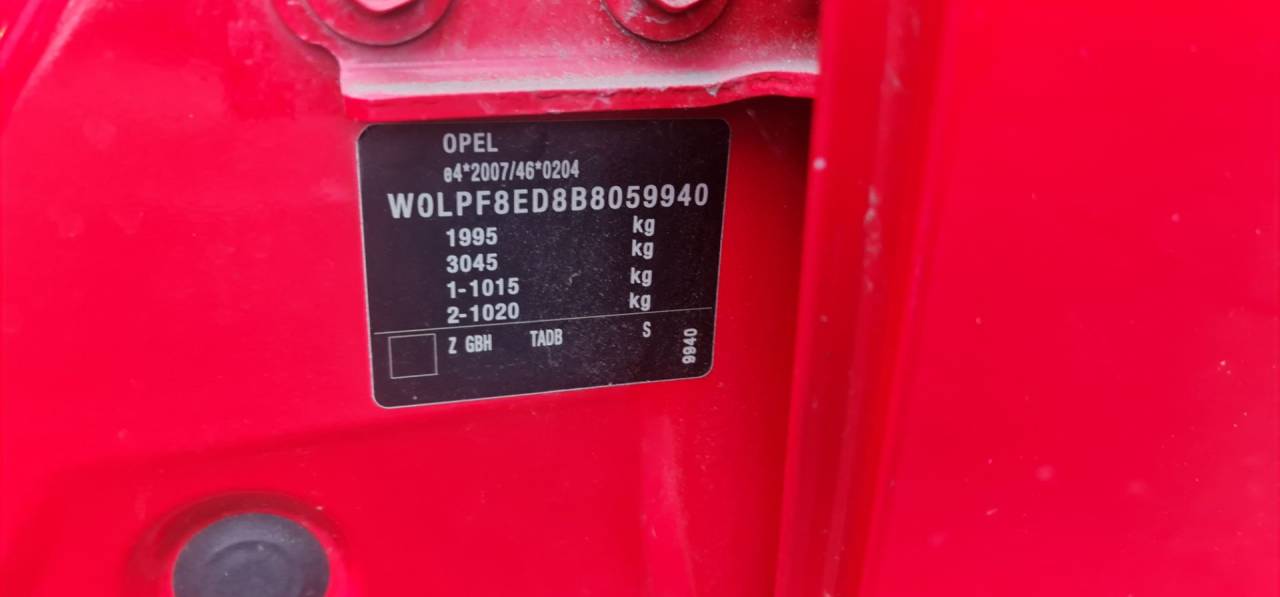 OPEL
e4*2007/46*0204
W0LPF8ED8B8059940
1995 kg
3045 kg
1-1015 kg
2-1020 kg
Z GBH TADB S
9940